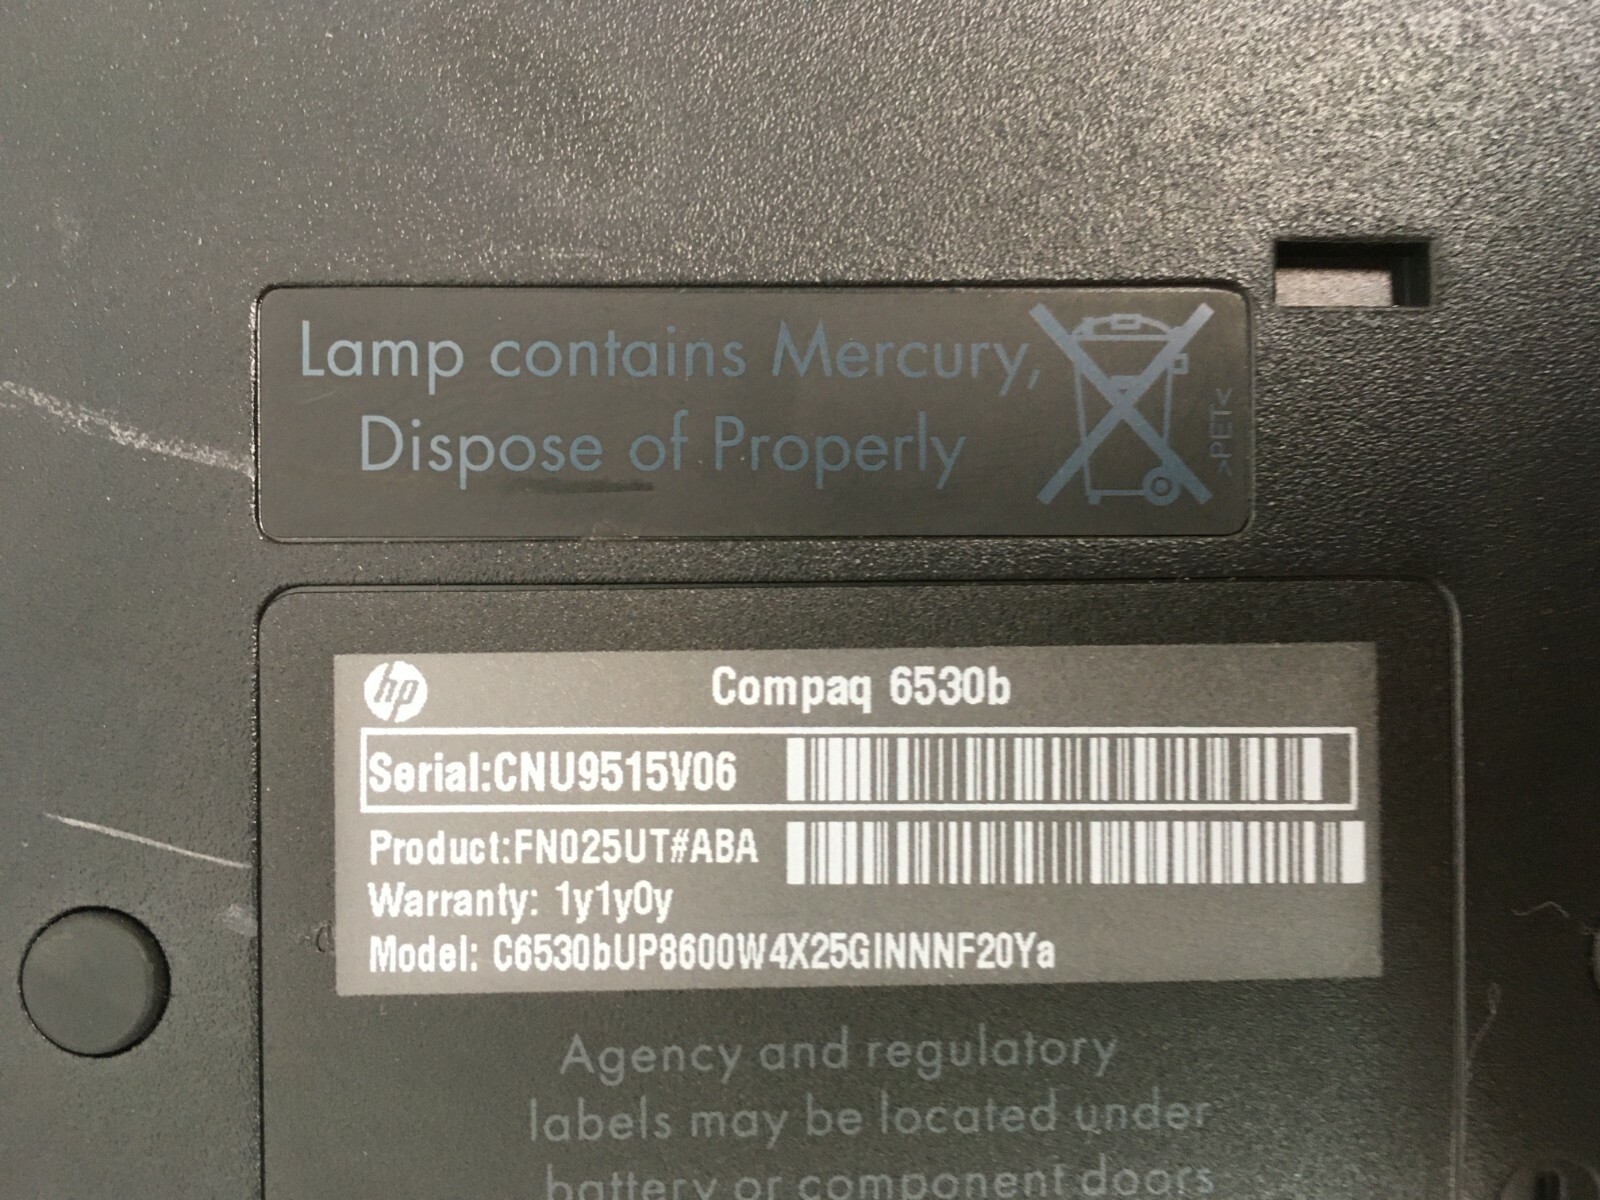 Lamp contains Mercury,
Dispose of Properly
>PET<
hp
Compaq 6530b
Serial:CNU9515V06
Product:FN025UT#ABA
Warranty: 1y1y0y
Model: C6530bUP8600W4X25GINNNF20Ya
Agency and regulatory
labels may be located under
battery or component doors